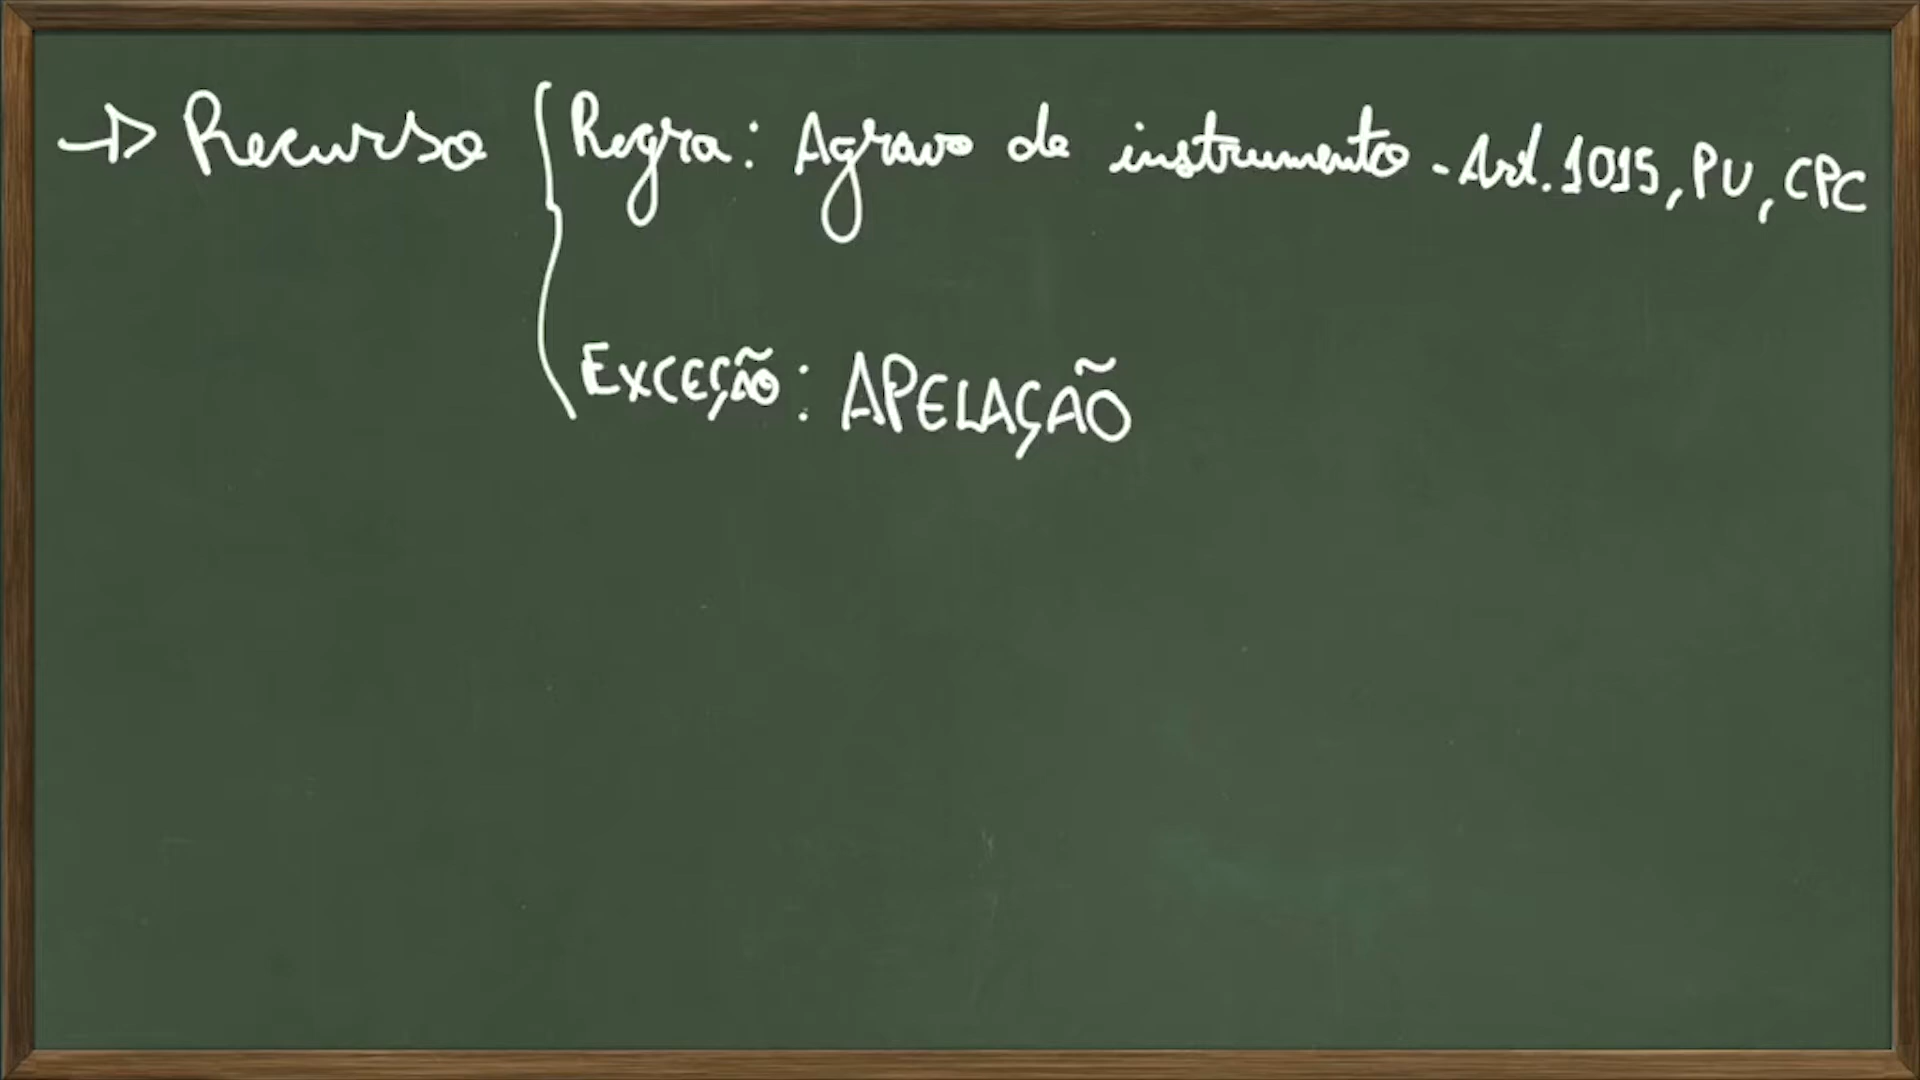 → Recurso { Regra: Agravo de instrumento - Art. 1015, PU, CPC
Exceção: APELAÇÃO